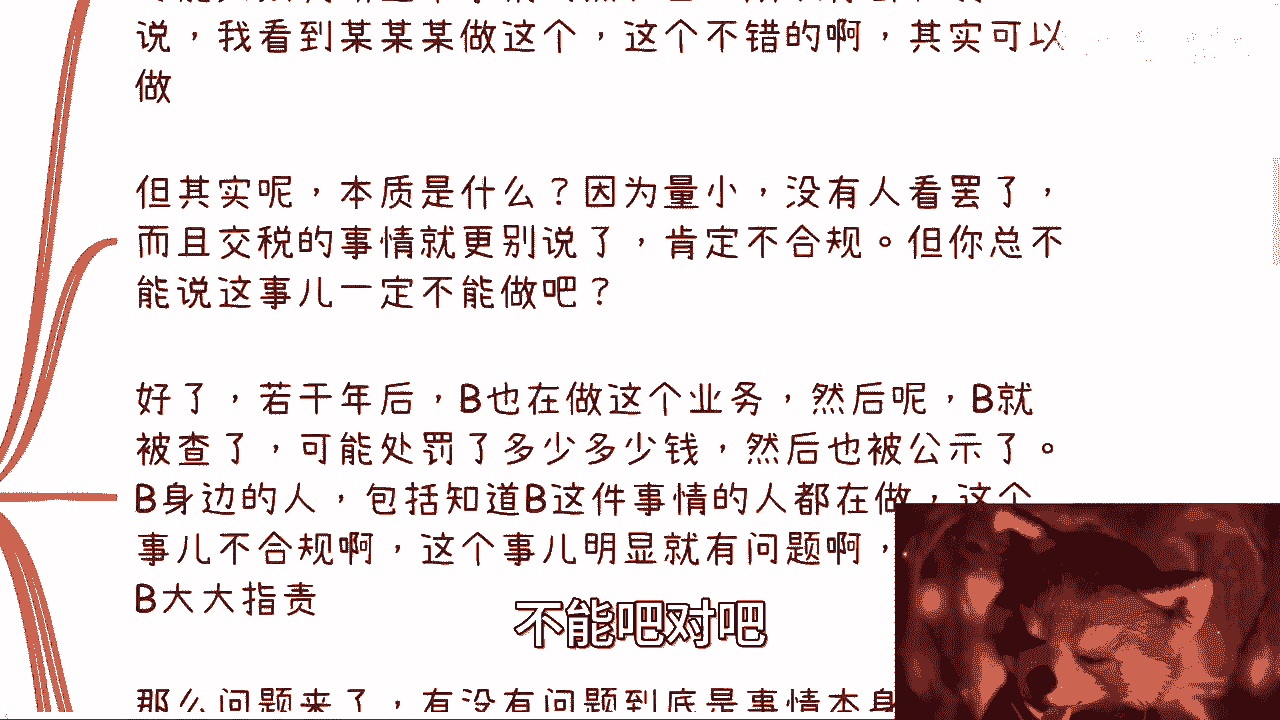 说，我看到某某某做这个，这个不错的啊，其实可以
做
但其实呢，本质是什么？因为量小，没有人看罢了，
而且交税的事情就更别说了，肯定不合规。但你总不
能说这事儿一定不能做吧？
好了，若干年后，B也在做这个业务，然后呢，B就
被查了，可能处罚了多少多少钱，然后也被公示了。
B身边的人，包括知道B这件事情的人都在做，这个
事儿不合规啊，这个事儿明显就有问题啊，
B大大指责
不能吧对吧
那么问题来了，有没有问题到底是事情本身